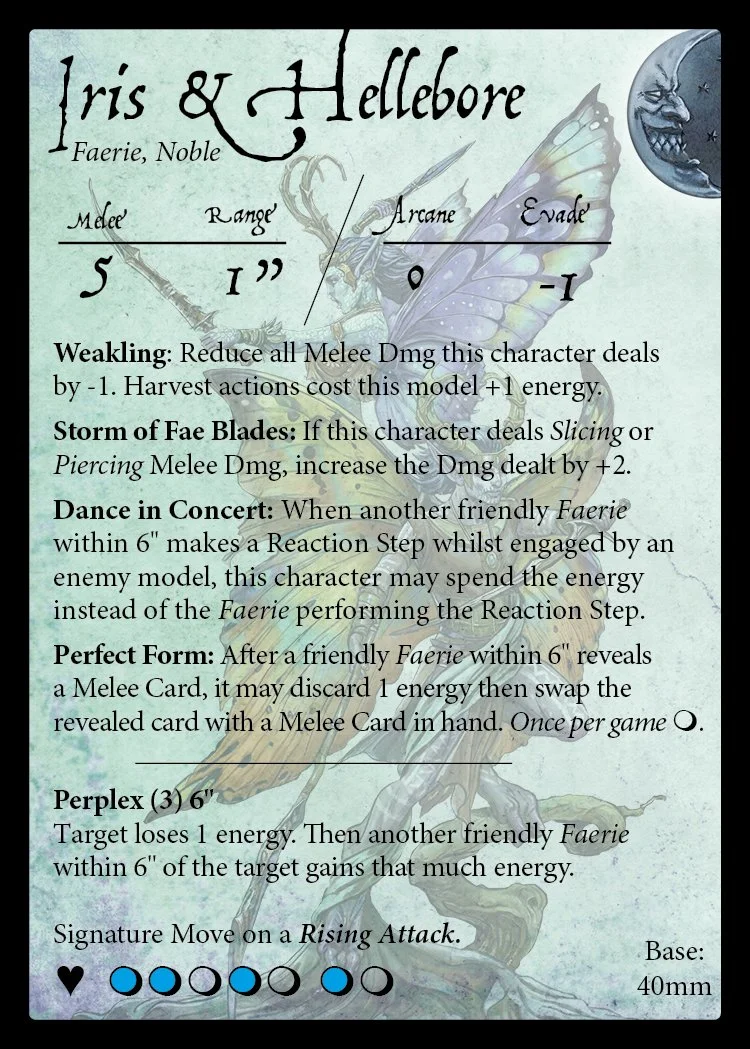 Iris & Hellebore
Faerie, Noble
Melee Range Arcane Evade
5 1” 0 -1
Weakling: Reduce all Melee Dmg this character deals
by -1. Harvest actions cost this model +1 energy.
Storm of Fae Blades: If this character deals Slicing or
Piercing Melee Dmg, increase the Dmg dealt by +2.
Dance in Concert: When another friendly Faerie
within 6" makes a Reaction Step whilst engaged by an
enemy model, this character may spend the energy
instead of the Faerie performing the Reaction Step.
Perfect Form: After a friendly Faerie within 6" reveals
a Melee Card, it may discard 1 energy then swap the
revealed card with a Melee Card in hand. Once per game .
Perplex (3) 6"
Target loses 1 energy. Then another friendly Faerie
within 6" of the target gains that much energy.
Signature Move on a Rising Attack.
Base:
40mm